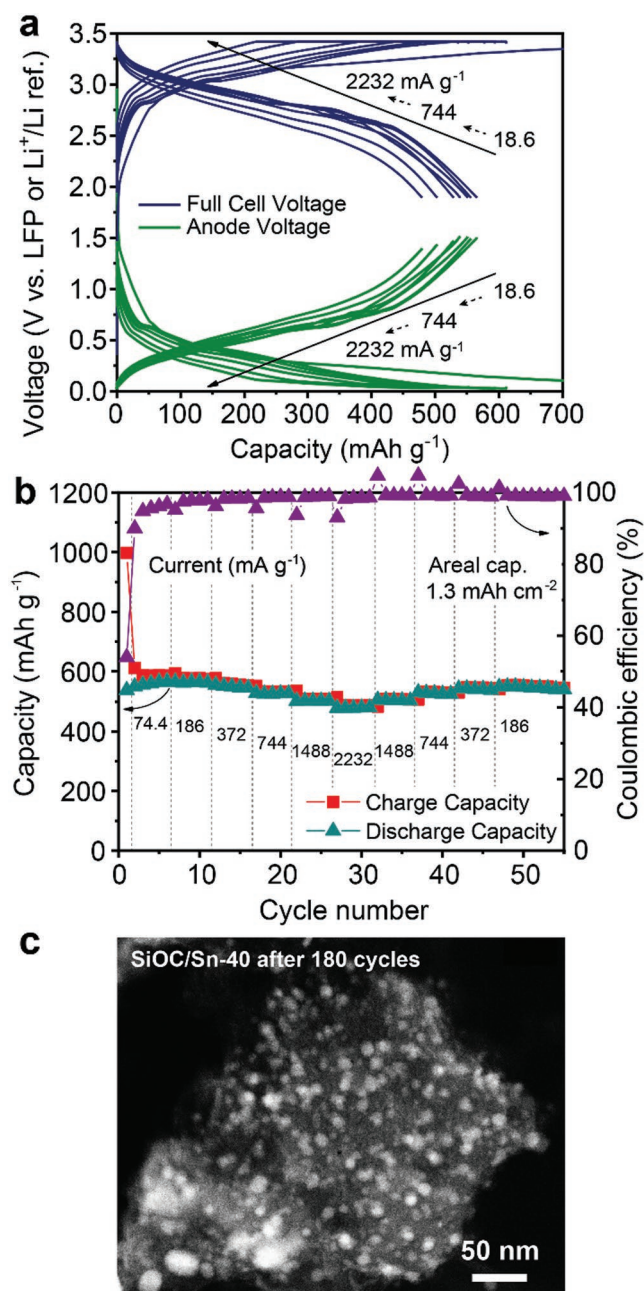 a
Voltage (V vs. LFP or Li⁺/Li ref.)
3.5
3.0
2.5
2.0
1.5
1.0
0.5
0.0
2232 mA g⁻¹
744
18.6
Full Cell Voltage
Anode Voltage
18.6
744
2232 mA g⁻¹
0 100 200 300 400 500 600 700
Capacity (mAh g⁻¹)
b
Capacity (mAh g⁻¹)
1200
1000
800
600
400
200
0
Current (mA g⁻¹)
Areal cap.
1.3 mAh cm⁻²
74.4 186 372 744 1488 2232 1488 744 372 186
Charge Capacity
Discharge Capacity
100
80
60
40
20
0
Coulombic efficiency (%)
0 10 20 30 40 50
Cycle number
c
SiOC/Sn-40 after 180 cycles
50 nm